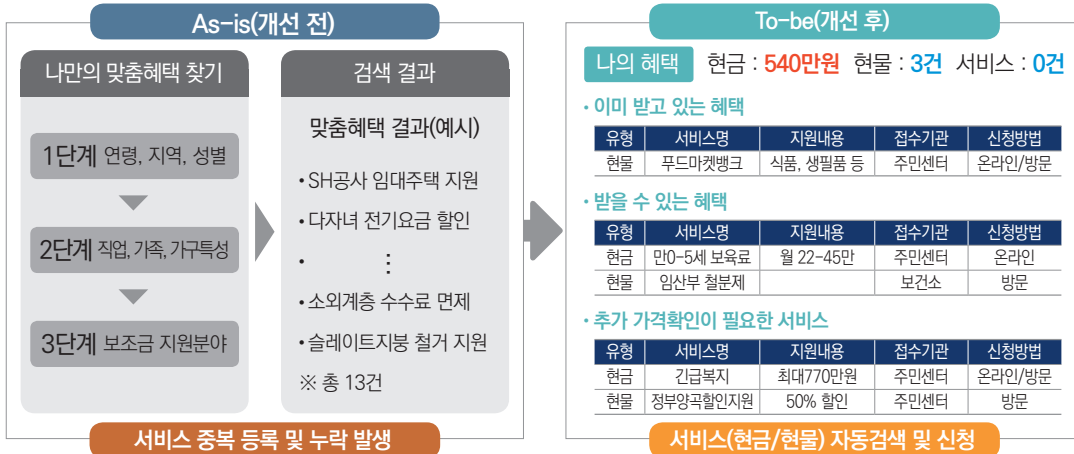 As-is(개선 전)
나만의 맞춤혜택 찾기
1단계 연령, 지역, 성별
2단계 직업, 가족, 가구특성
3단계 보조금 지원분야
검색 결과
맞춤혜택 결과(예시)
• SH공사 임대주택 지원
• 다자녀 전기요금 할인
• ⋮
• 소외계층 수수료 면제
• 슬레이트지붕 철거 지원
※ 총 13건
서비스 중복 등록 및 누락 발생
To-be(개선 후)
나의 혜택 현금 : 540만원 현물 : 3건 서비스 : 0건
• 이미 받고 있는 혜택
유형 서비스명 지원내용 접수기관 신청방법
현물 푸드마켓뱅크 식품, 생필품 등 주민센터 온라인/방문
• 받을 수 있는 혜택
유형 서비스명 지원내용 접수기관 신청방법
현금 만0-5세 보육료 월 22-45만 주민센터 온라인
현물 임산부 철분제 보건소 방문
• 추가 가격확인이 필요한 서비스
유형 서비스명 지원내용 접수기관 신청방법
현금 긴급복지 최대770만원 주민센터 온라인/방문
현물 정부양곡할인지원 50% 할인 주민센터 방문
서비스(현금/현물) 자동검색 및 신청